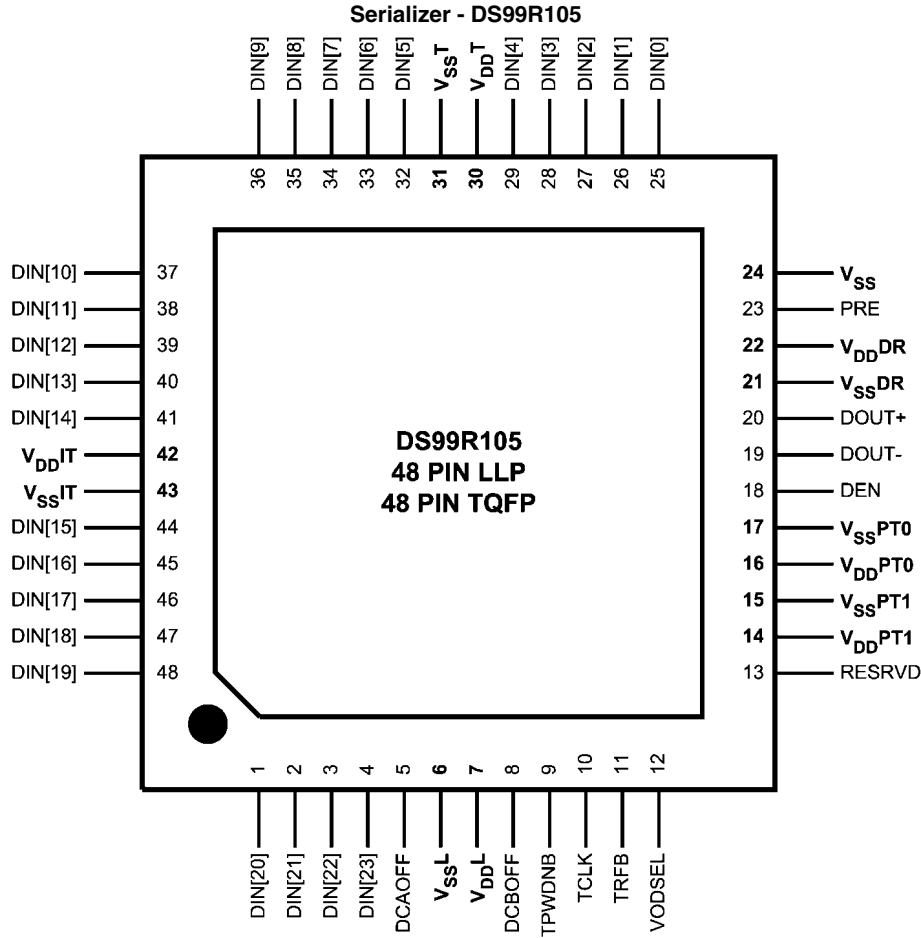 Serializer - DS99R105
DIN[9]
DIN[8]
DIN[7]
DIN[6]
DIN[5]
VSST
VDDT
DIN[4]
DIN[3]
DIN[2]
DIN[1]
DIN[0]
36
35
34
33
32
31
30
29
28
27
26
25
DIN[10] 37
DIN[11] 38
DIN[12] 39
DIN[13] 40
DIN[14] 41
VDDIT 42
VSSIT 43
DIN[15] 44
DIN[16] 45
DIN[17] 46
DIN[18] 47
DIN[19] 48
DS99R105
48 PIN LLP
48 PIN TQFP
24 VSS
23 PRE
22 VDDDR
21 VSSDR
20 DOUT+
19 DOUT-
18 DEN
17 VSSPT0
16 VDDPT0
15 VSSPT1
14 VDDPT1
13 RESRVD
1
2
3
4
5
6
7
8
9
10
11
12
DIN[20]
DIN[21]
DIN[22]
DIN[23]
DCAOFF
VSSL
VDDL
DCBOFF
TPWDNB
TCLK
TRFB
VODSEL